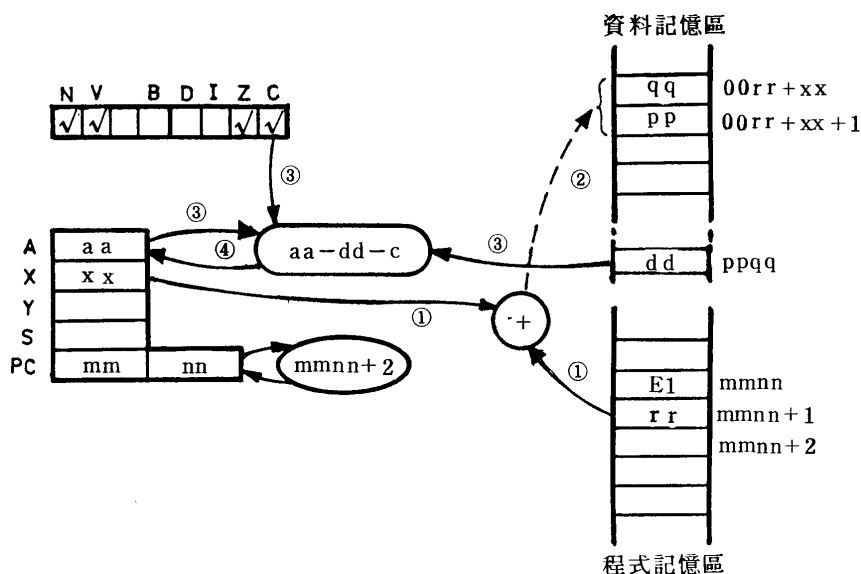 資料記憶區
qq 00rr+xx
pp 00rr+xx+1
N V B D I Z C
√ √ √ √
③
②
③
④
③
A aa
aa-dd-c
dd ppqq
X xx
①
Y
+
S
PC mm nn
mmnn+2
①
E1 mmnn
rr mmnn+1
mmnn+2
程式記憶區